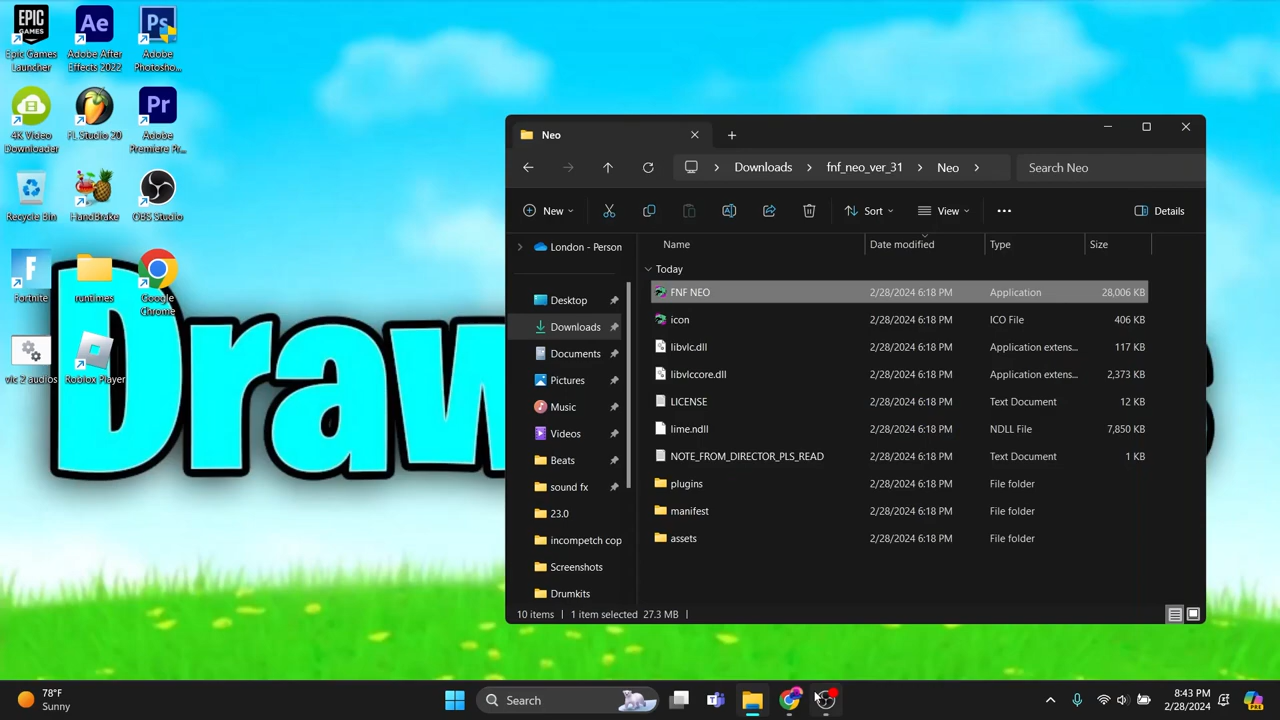 EPIC GAMES
Epic Games Launcher
Ae
Adobe After Effects 2022
Ps
Adobe Photosho...
4K Video Downloader
FL Studio 20
Pr
Adobe Premiere Pr...
Recycle Bin
HandBrake
OBS Studio
Fortnite
runtimes
Google Chrome
vlc 2 audios
Roblox Player
Draw
Neo
Downloads
fnf_neo_ver_31
Neo
Search Neo
New
Sort
View
Details
London - Person
Desktop
Downloads
Documents
Pictures
Music
Videos
Beats
sound fx
23.0
incompetch cop
Screenshots
Drumkits
Name Date modified Type Size
Today
FNF NEO 2/28/2024 6:18 PM Application 28,006 KB
icon 2/28/2024 6:18 PM ICO File 406 KB
libvlc.dll 2/28/2024 6:18 PM Application extens... 117 KB
libvlccore.dll 2/28/2024 6:18 PM Application extens... 2,373 KB
LICENSE 2/28/2024 6:18 PM Text Document 12 KB
lime.ndll 2/28/2024 6:18 PM NDLL File 7,850 KB
NOTE_FROM_DIRECTOR_PLS_READ 2/28/2024 6:18 PM Text Document 1 KB
plugins 2/28/2024 6:18 PM File folder
manifest 2/28/2024 6:18 PM File folder
assets 2/28/2024 6:18 PM File folder
10 items 1 item selected 27.3 MB
78°F
Sunny
Search
8:43 PM
2/28/2024